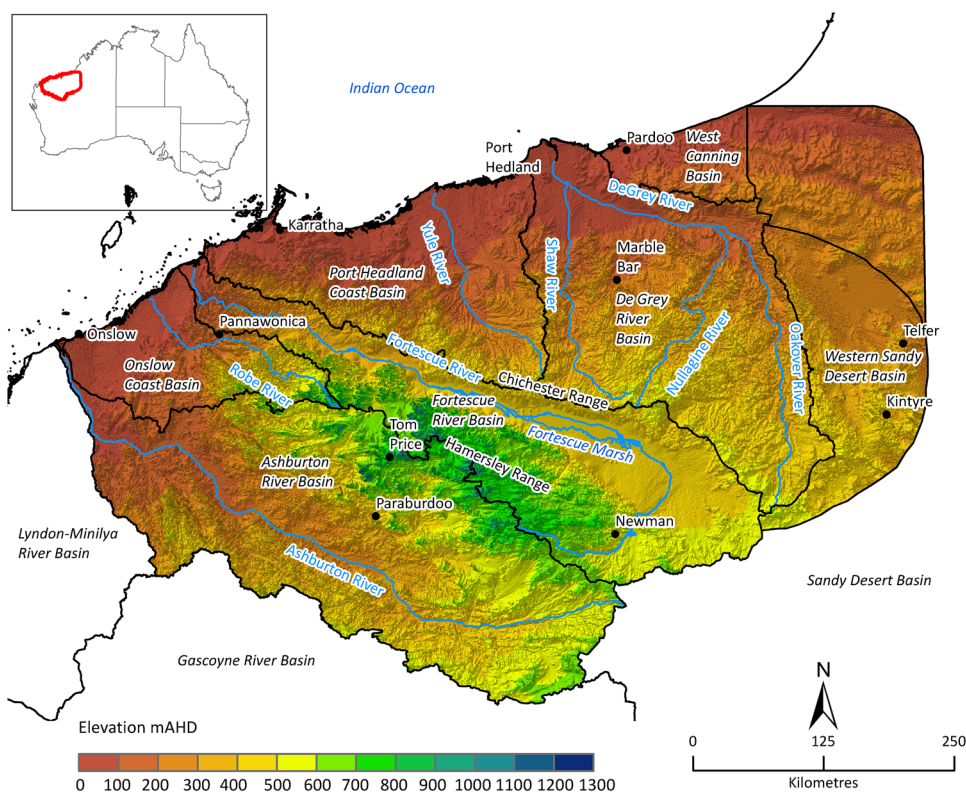 Indian Ocean
Port
Hedland
Pardoo
West
Canning
Basin
DeGrey River
Karratha
Yule River
Shaw River
Marble
Bar
Port Headland
Coast Basin
De Grey
River
Basin
Nullagine River
Oakover River
Telfer
Western Sandy
Desert Basin
Kintyre
Onslow
Pannawonica
Onslow
Coast Basin
Robe River
Fortescue River
Chichester Range
Fortescue
River Basin
Fortescue Marsh
Tom
Price
Hamersley Range
Ashburton
River Basin
Paraburdoo
Newman
Lyndon-Minilya
River Basin
Ashburton River
Sandy Desert Basin
Gascoyne River Basin
N
Elevation mAHD
0 100 200 300 400 500 600 700 800 900 1000 1100 1200 1300
0 125 250
Kilometres